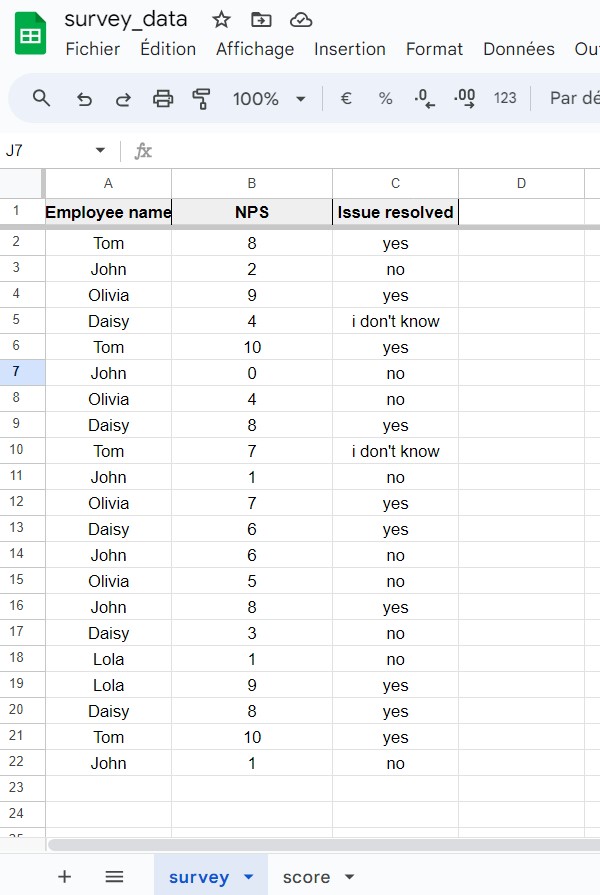 survey_data
Fichier Édition Affichage Insertion Format Données Ou
100% € % .0 .00 123 Par dé
J7 fx
A B C D
1 Employee name NPS Issue resolved
2 Tom 8 yes
3 John 2 no
4 Olivia 9 yes
5 Daisy 4 i don't know
6 Tom 10 yes
7 John 0 no
8 Olivia 4 no
9 Daisy 8 yes
10 Tom 7 i don't know
11 John 1 no
12 Olivia 7 yes
13 Daisy 6 yes
14 John 6 no
15 Olivia 5 no
16 John 8 yes
17 Daisy 3 no
18 Lola 1 no
19 Lola 9 yes
20 Daisy 8 yes
21 Tom 10 yes
22 John 1 no
23
24
survey score